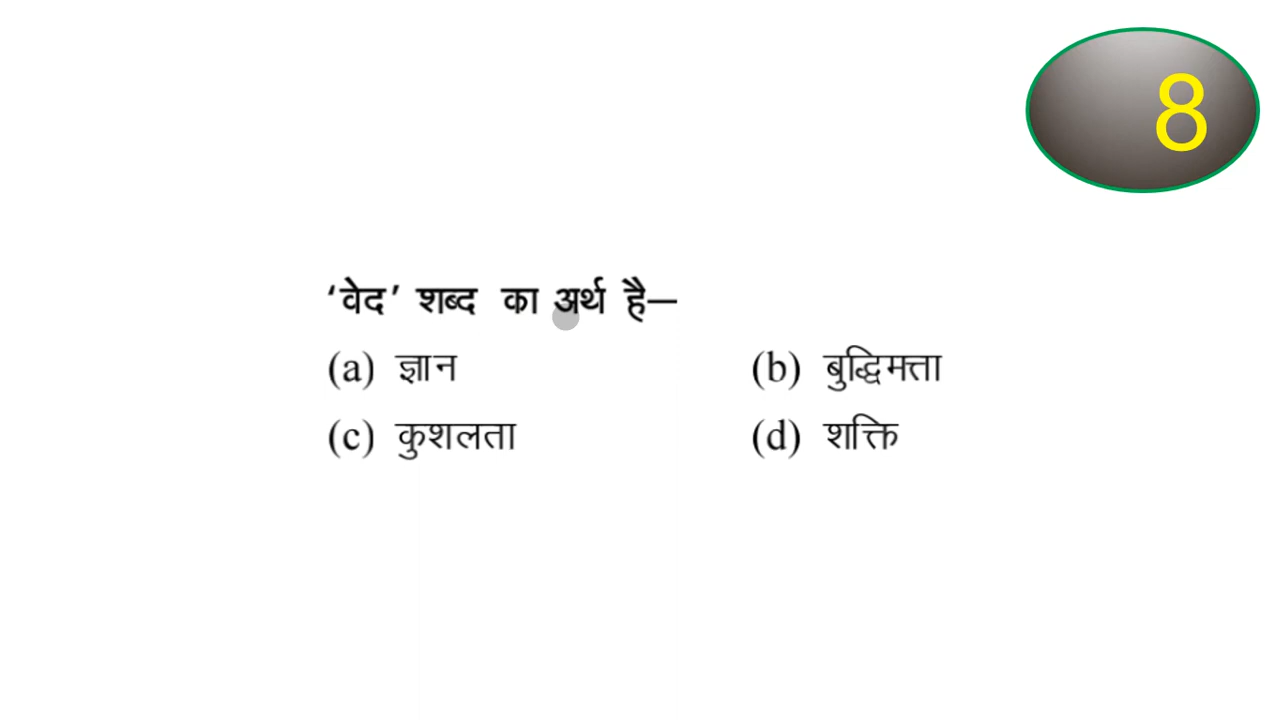 8
‘वेद’ शब्द का अर्थ है—
(a) ज्ञान (b) बुद्धिमत्ता
(c) कुशलता (d) शक्ति